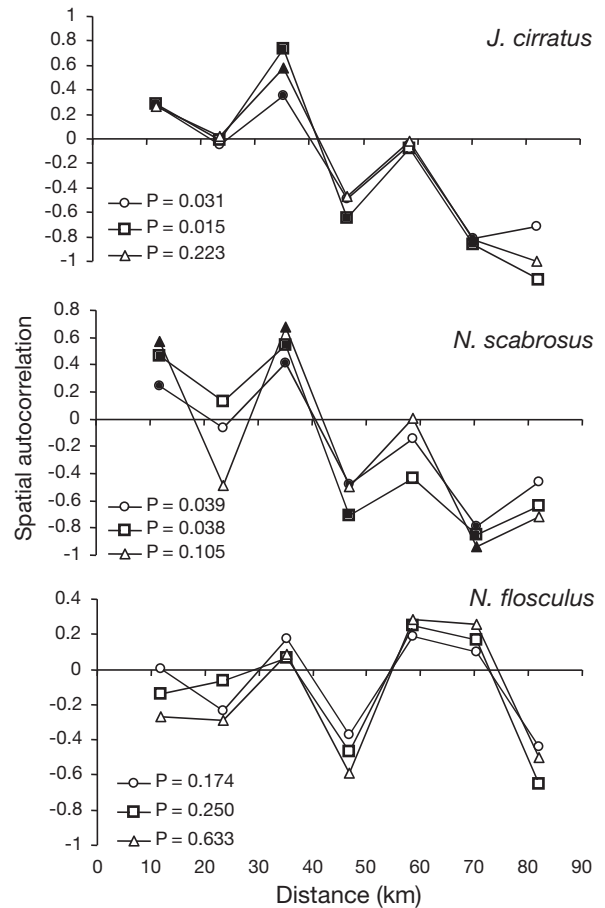 J. cirratus
1
0.8
0.6
0.4
0.2
0
-0.2
-0.4
-0.6
-0.8
-1
P = 0.031
P = 0.015
P = 0.223
N. scabrosus
0.8
0.6
0.4
0.2
0
-0.2
-0.4
-0.6
-0.8
-1
P = 0.039
P = 0.038
P = 0.105
Spatial autocorrelation
N. flosculus
0.4
0.2
0
-0.2
-0.4
-0.6
-0.8
-1
P = 0.174
P = 0.250
P = 0.633
0 10 20 30 40 50 60 70 80 90
Distance (km)